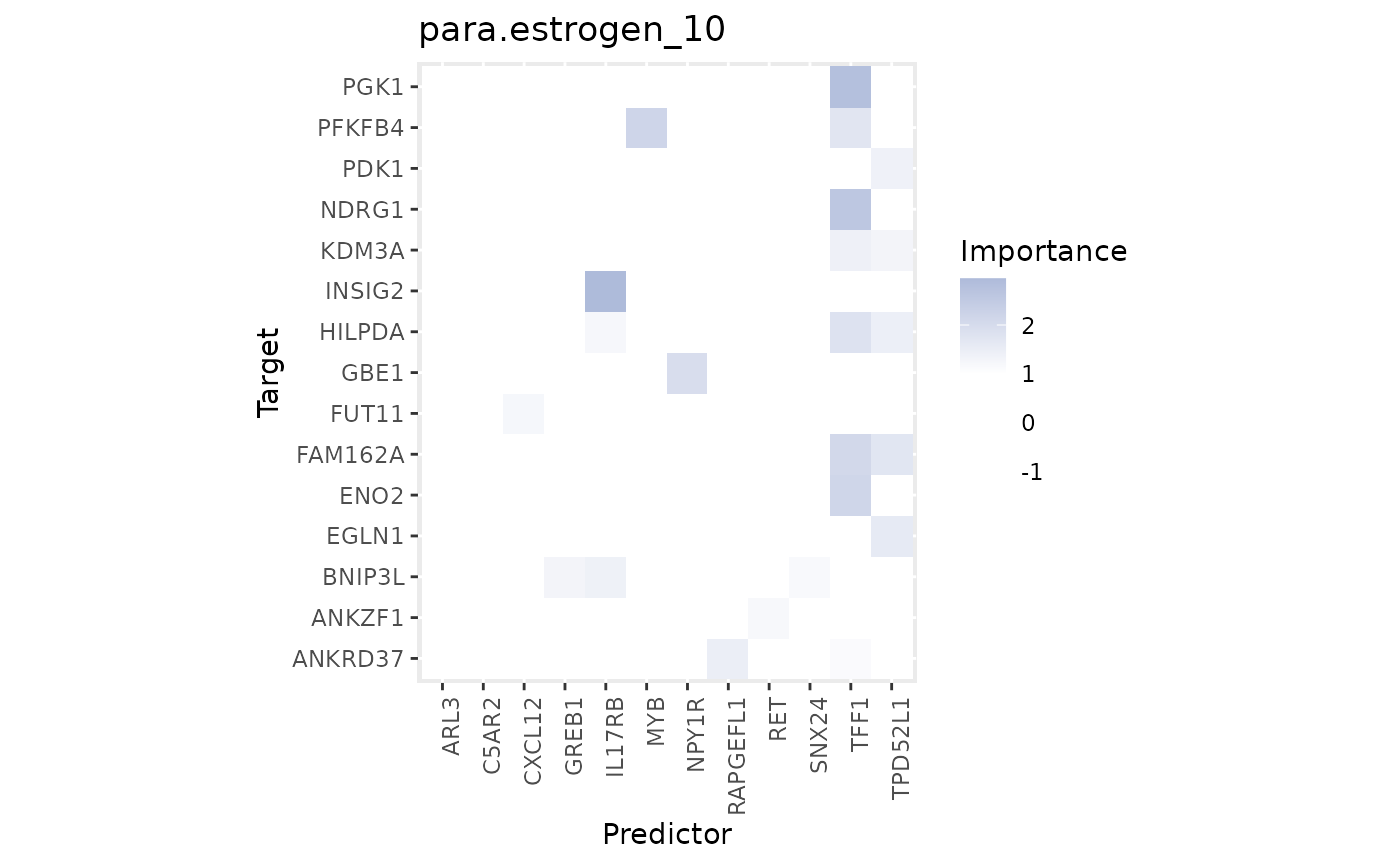 para.estrogen_10
PGK1
PFKFB4
PDK1
NDRG1
KDM3A
INSIG2
HILPDA
GBE1
FUT11
FAM162A
ENO2
EGLN1
BNIP3L
ANKZF1
ANKRD37
Target
ARL3
C5AR2
CXCL12
GREB1
IL17RB
MYB
NPY1R
RAPGEFL1
RET
SNX24
TFF1
TPD52L1
Predictor
Importance
2
1
0
-1